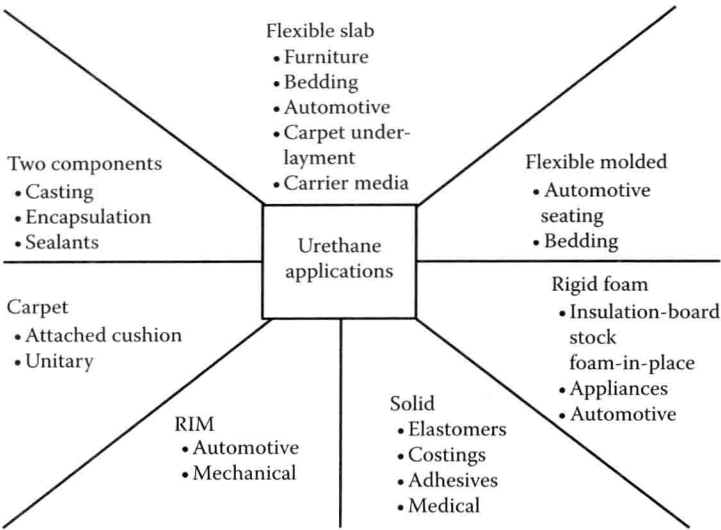 Flexible slab
• Furniture
• Bedding
• Automotive
• Carpet under-
layment
• Carrier media
Two components
• Casting
• Encapsulation
• Sealants
Flexible molded
• Automotive
seating
• Bedding
Urethane
applications
Carpet
• Attached cushion
• Unitary
Rigid foam
• Insulation-board
stock
foam-in-place
• Appliances
• Automotive
RIM
• Automotive
• Mechanical
Solid
• Elastomers
• Costings
• Adhesives
• Medical